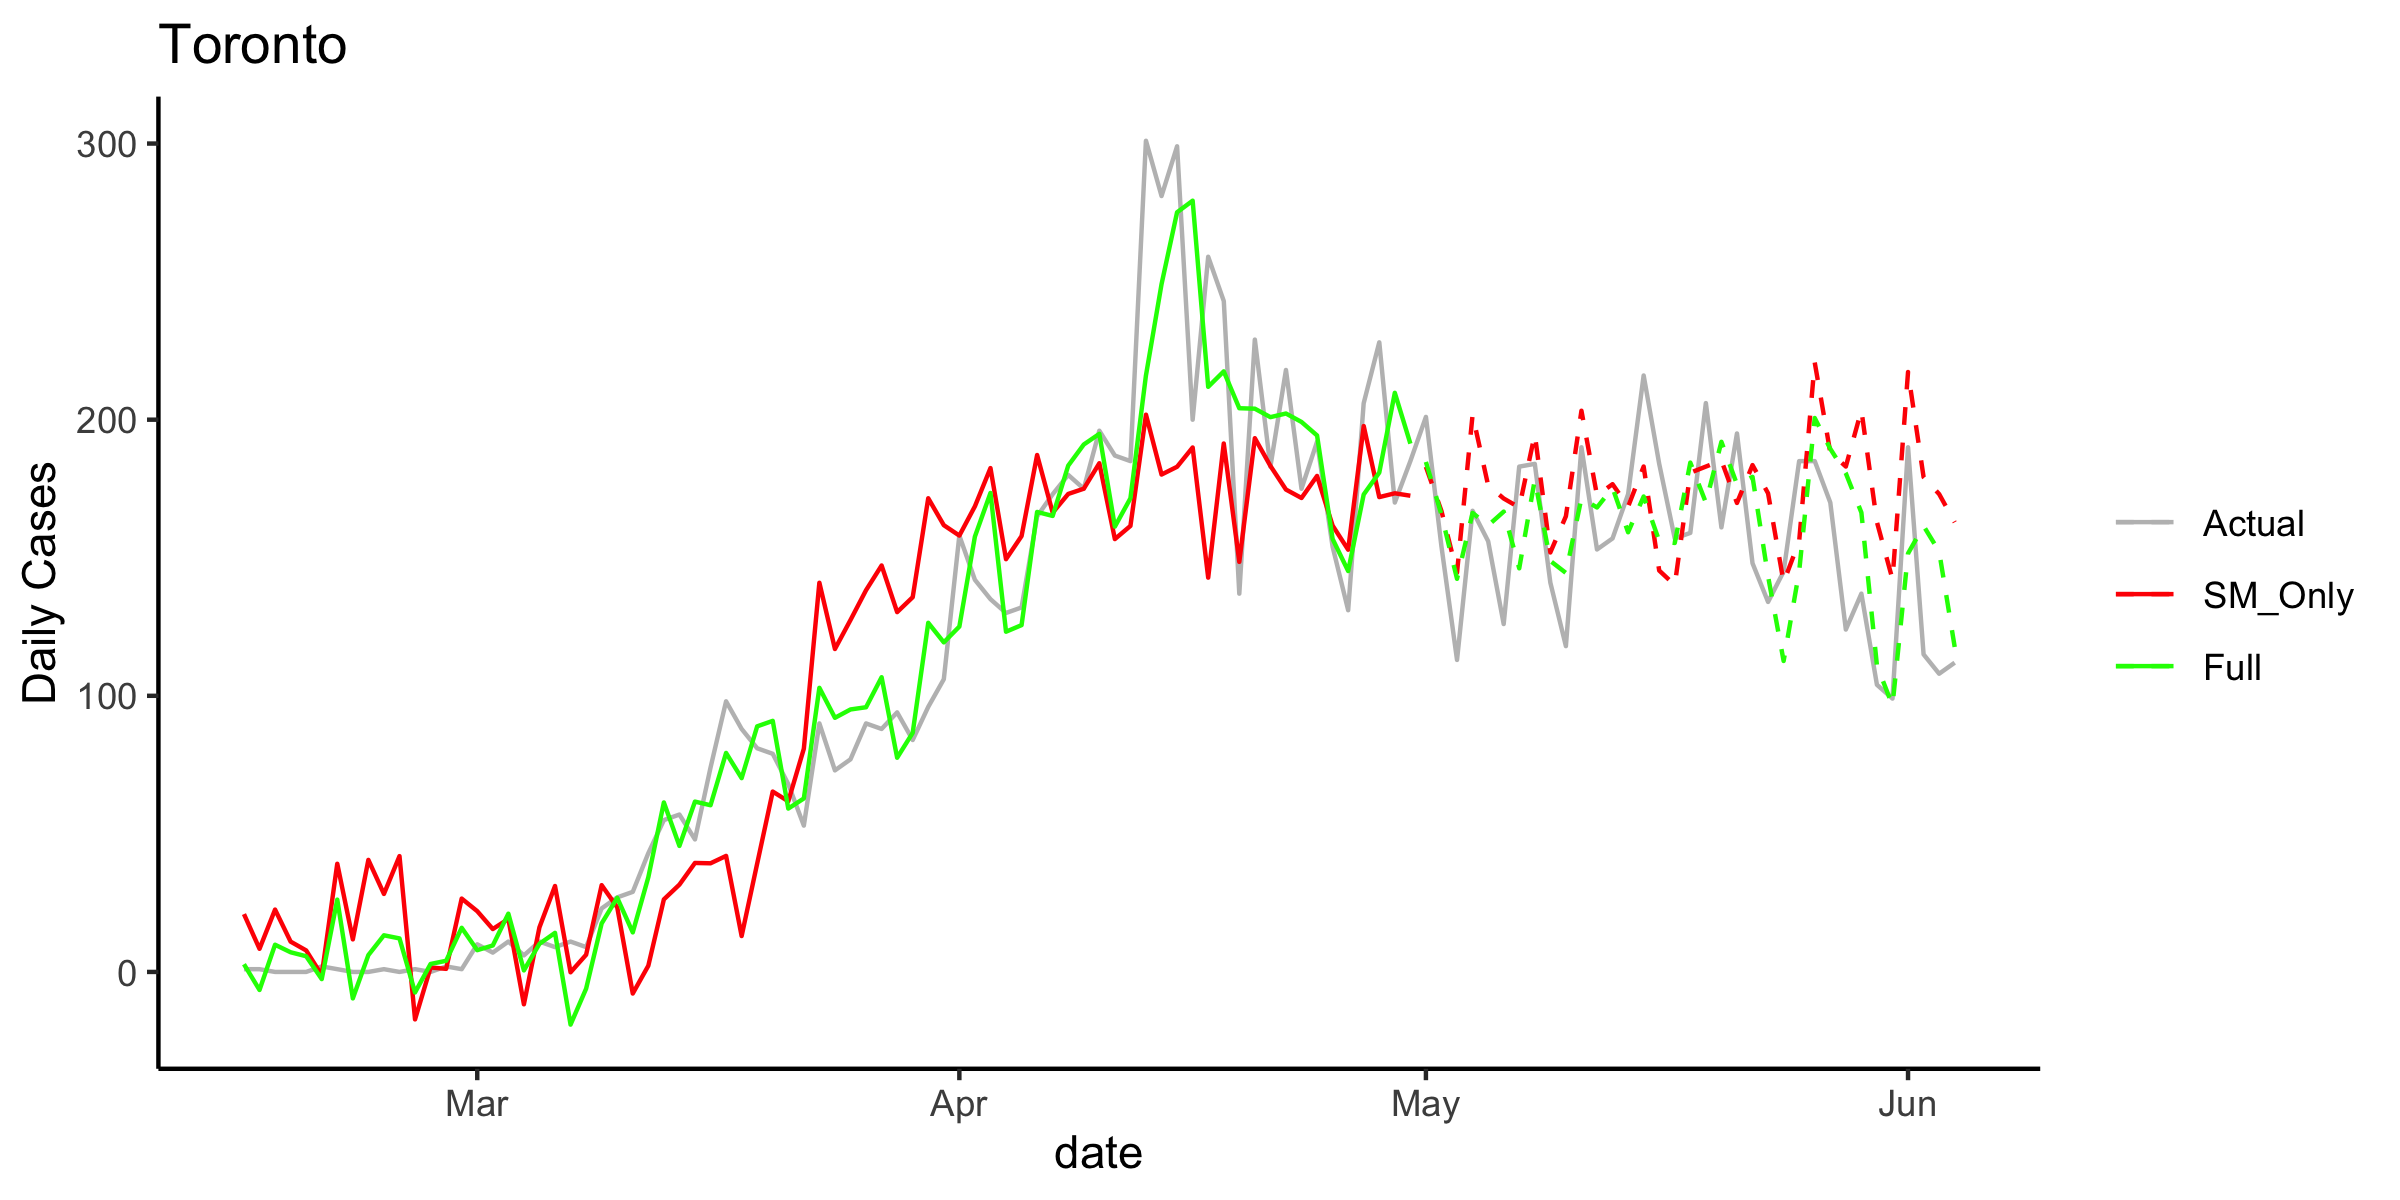 Toronto
300
200
100
0
Daily Cases
Mar
Apr
May
Jun
date
Actual
SM_Only
Full